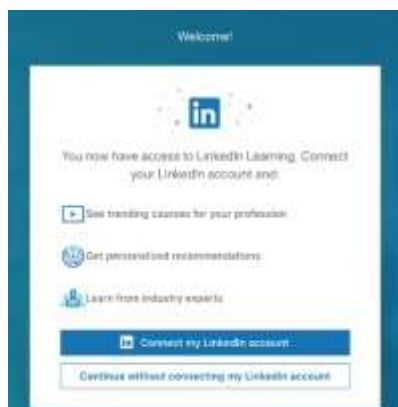 Welcome!
in
You now have access to LinkedIn Learning. Connect
your LinkedIn account and:
See trending courses for your profession
Get personalized recommendations
Learn from industry experts
in Connect my LinkedIn account
Continue without connecting my LinkedIn account